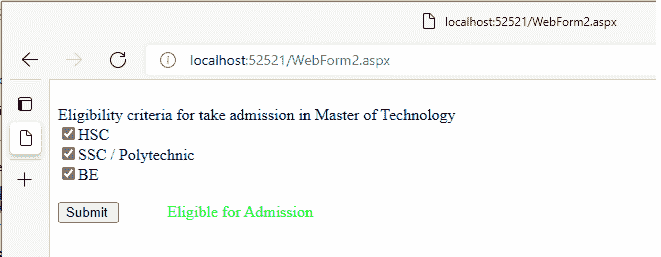 localhost:52521/WebForm2.aspx
localhost:52521/WebForm2.aspx
Eligibility criteria for take admission in Master of Technology
HSC
SSC / Polytechnic
BE
Submit Eligible for Admission